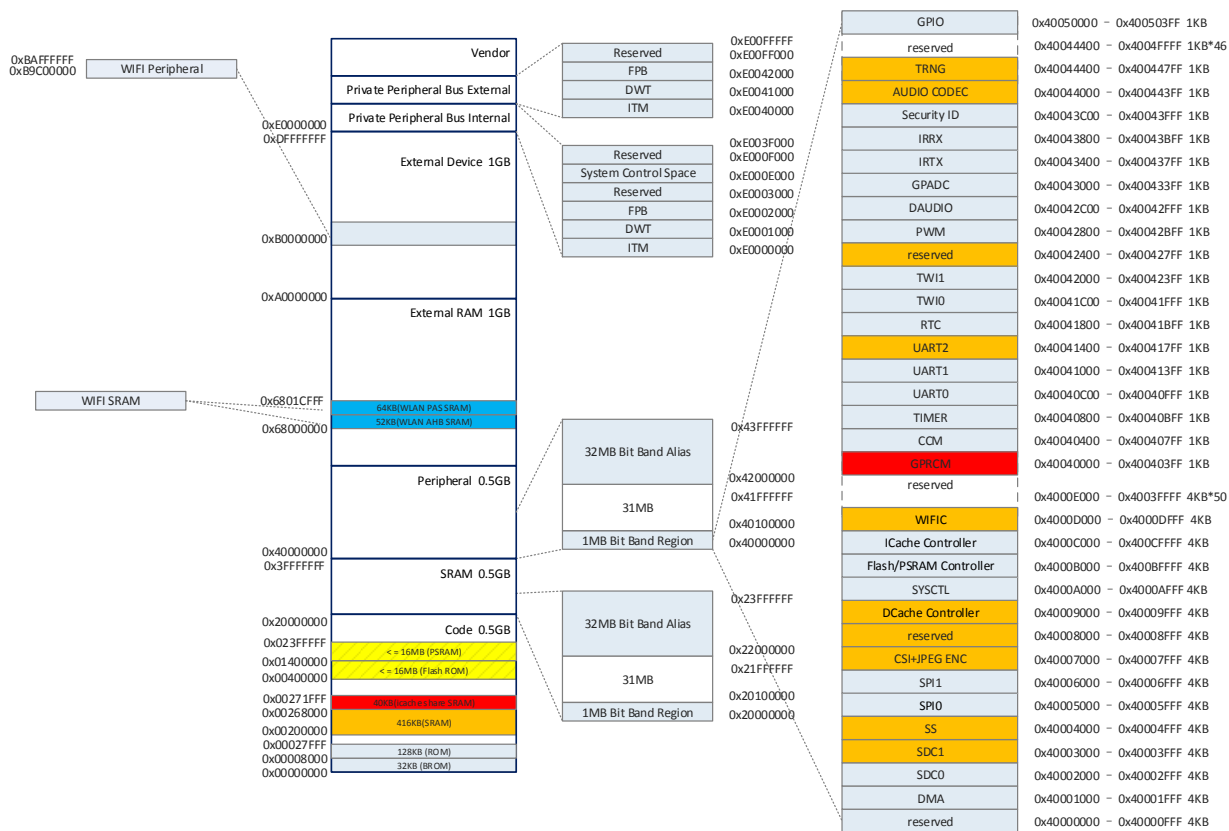 0xBAFFFFFF
0xB9C00000
WIFI Peripheral
WIFI SRAM
Vendor
Private Peripheral Bus External
Private Peripheral Bus Internal
0xE0000000
0xDFFFFFFF
External Device 1GB
0xB0000000
0xA0000000
External RAM 1GB
0x6801CFFF
64KB(WLAN PAS SRAM)
52KB(WLAN AHB SRAM)
0x68000000
Peripheral 0.5GB
0x40000000
0x3FFFFFFF
SRAM 0.5GB
0x20000000
Code 0.5GB
0x023FFFFF
< = 16MB (PSRAM)
0x01400000
< = 16MB (Flash ROM)
0x00400000
0x00271FFF
40KB(icache share SRAM)
0x00268000
416KB(SRAM)
0x00200000
0x00027FFF
128KB (ROM)
0x00008000
32KB (BROM)
0x00000000
0xE00FFFFF
Reserved
0xE00FF000
FPB
0xE0042000
DWT
0xE0041000
ITM
0xE0040000
0xE003F000
Reserved
0xE000F000
System Control Space
0xE000E000
Reserved
0xE0003000
FPB
0xE0002000
DWT
0xE0001000
ITM
0xE0000000
0x43FFFFFF
32MB Bit Band Alias
0x42000000
0x41FFFFFF
31MB
0x40100000
1MB Bit Band Region
0x40000000
0x23FFFFFF
32MB Bit Band Alias
0x22000000
0x21FFFFFF
31MB
0x20100000
1MB Bit Band Region
0x20000000
GPIO 0x40050000 – 0x400503FF 1KB
reserved 0x40044400 – 0x4004FFFF 1KB*46
TRNG 0x40044400 – 0x400447FF 1KB
AUDIO CODEC 0x40044000 – 0x400443FF 1KB
Security ID 0x40043C00 – 0x40043FFF 1KB
IRRX 0x40043800 – 0x40043BFF 1KB
IRTX 0x40043400 – 0x400437FF 1KB
GPADC 0x40043000 – 0x400433FF 1KB
DAUDIO 0x40042C00 – 0x40042FFF 1KB
PWM 0x40042800 – 0x40042BFF 1KB
reserved 0x40042400 – 0x400427FF 1KB
TWI1 0x40042000 – 0x400423FF 1KB
TWI0 0x40041C00 – 0x40041FFF 1KB
RTC 0x40041800 – 0x40041BFF 1KB
UART2 0x40041400 – 0x400417FF 1KB
UART1 0x40041000 – 0x400413FF 1KB
UART0 0x40040C00 – 0x40040FFF 1KB
TIMER 0x40040800 – 0x40040BFF 1KB
CCM 0x40040400 – 0x400407FF 1KB
GPRCM 0x40040000 – 0x400403FF 1KB
reserved 0x4000E000 – 0x4003FFFF 4KB*50
WIFIC 0x4000D000 – 0x4000DFFF 4KB
ICache Controller 0x4000C000 – 0x400CFFFF 4KB
Flash/PSRAM Controller 0x4000B000 – 0x400BFFFF 4KB
SYSCTL 0x4000A000 – 0x4000AFFF 4KB
DCache Controller 0x40009000 – 0x40009FFF 4KB
reserved 0x40008000 – 0x40008FFF 4KB
CSI+JPEG ENC 0x40007000 – 0x40007FFF 4KB
SPI1 0x40006000 – 0x40006FFF 4KB
SPI0 0x40005000 – 0x40005FFF 4KB
SS 0x40004000 – 0x40004FFF 4KB
SDC1 0x40003000 – 0x40003FFF 4KB
SDC0 0x40002000 – 0x40002FFF 4KB
DMA 0x40001000 – 0x40001FFF 4KB
reserved 0x40000000 – 0x40000FFF 4KB